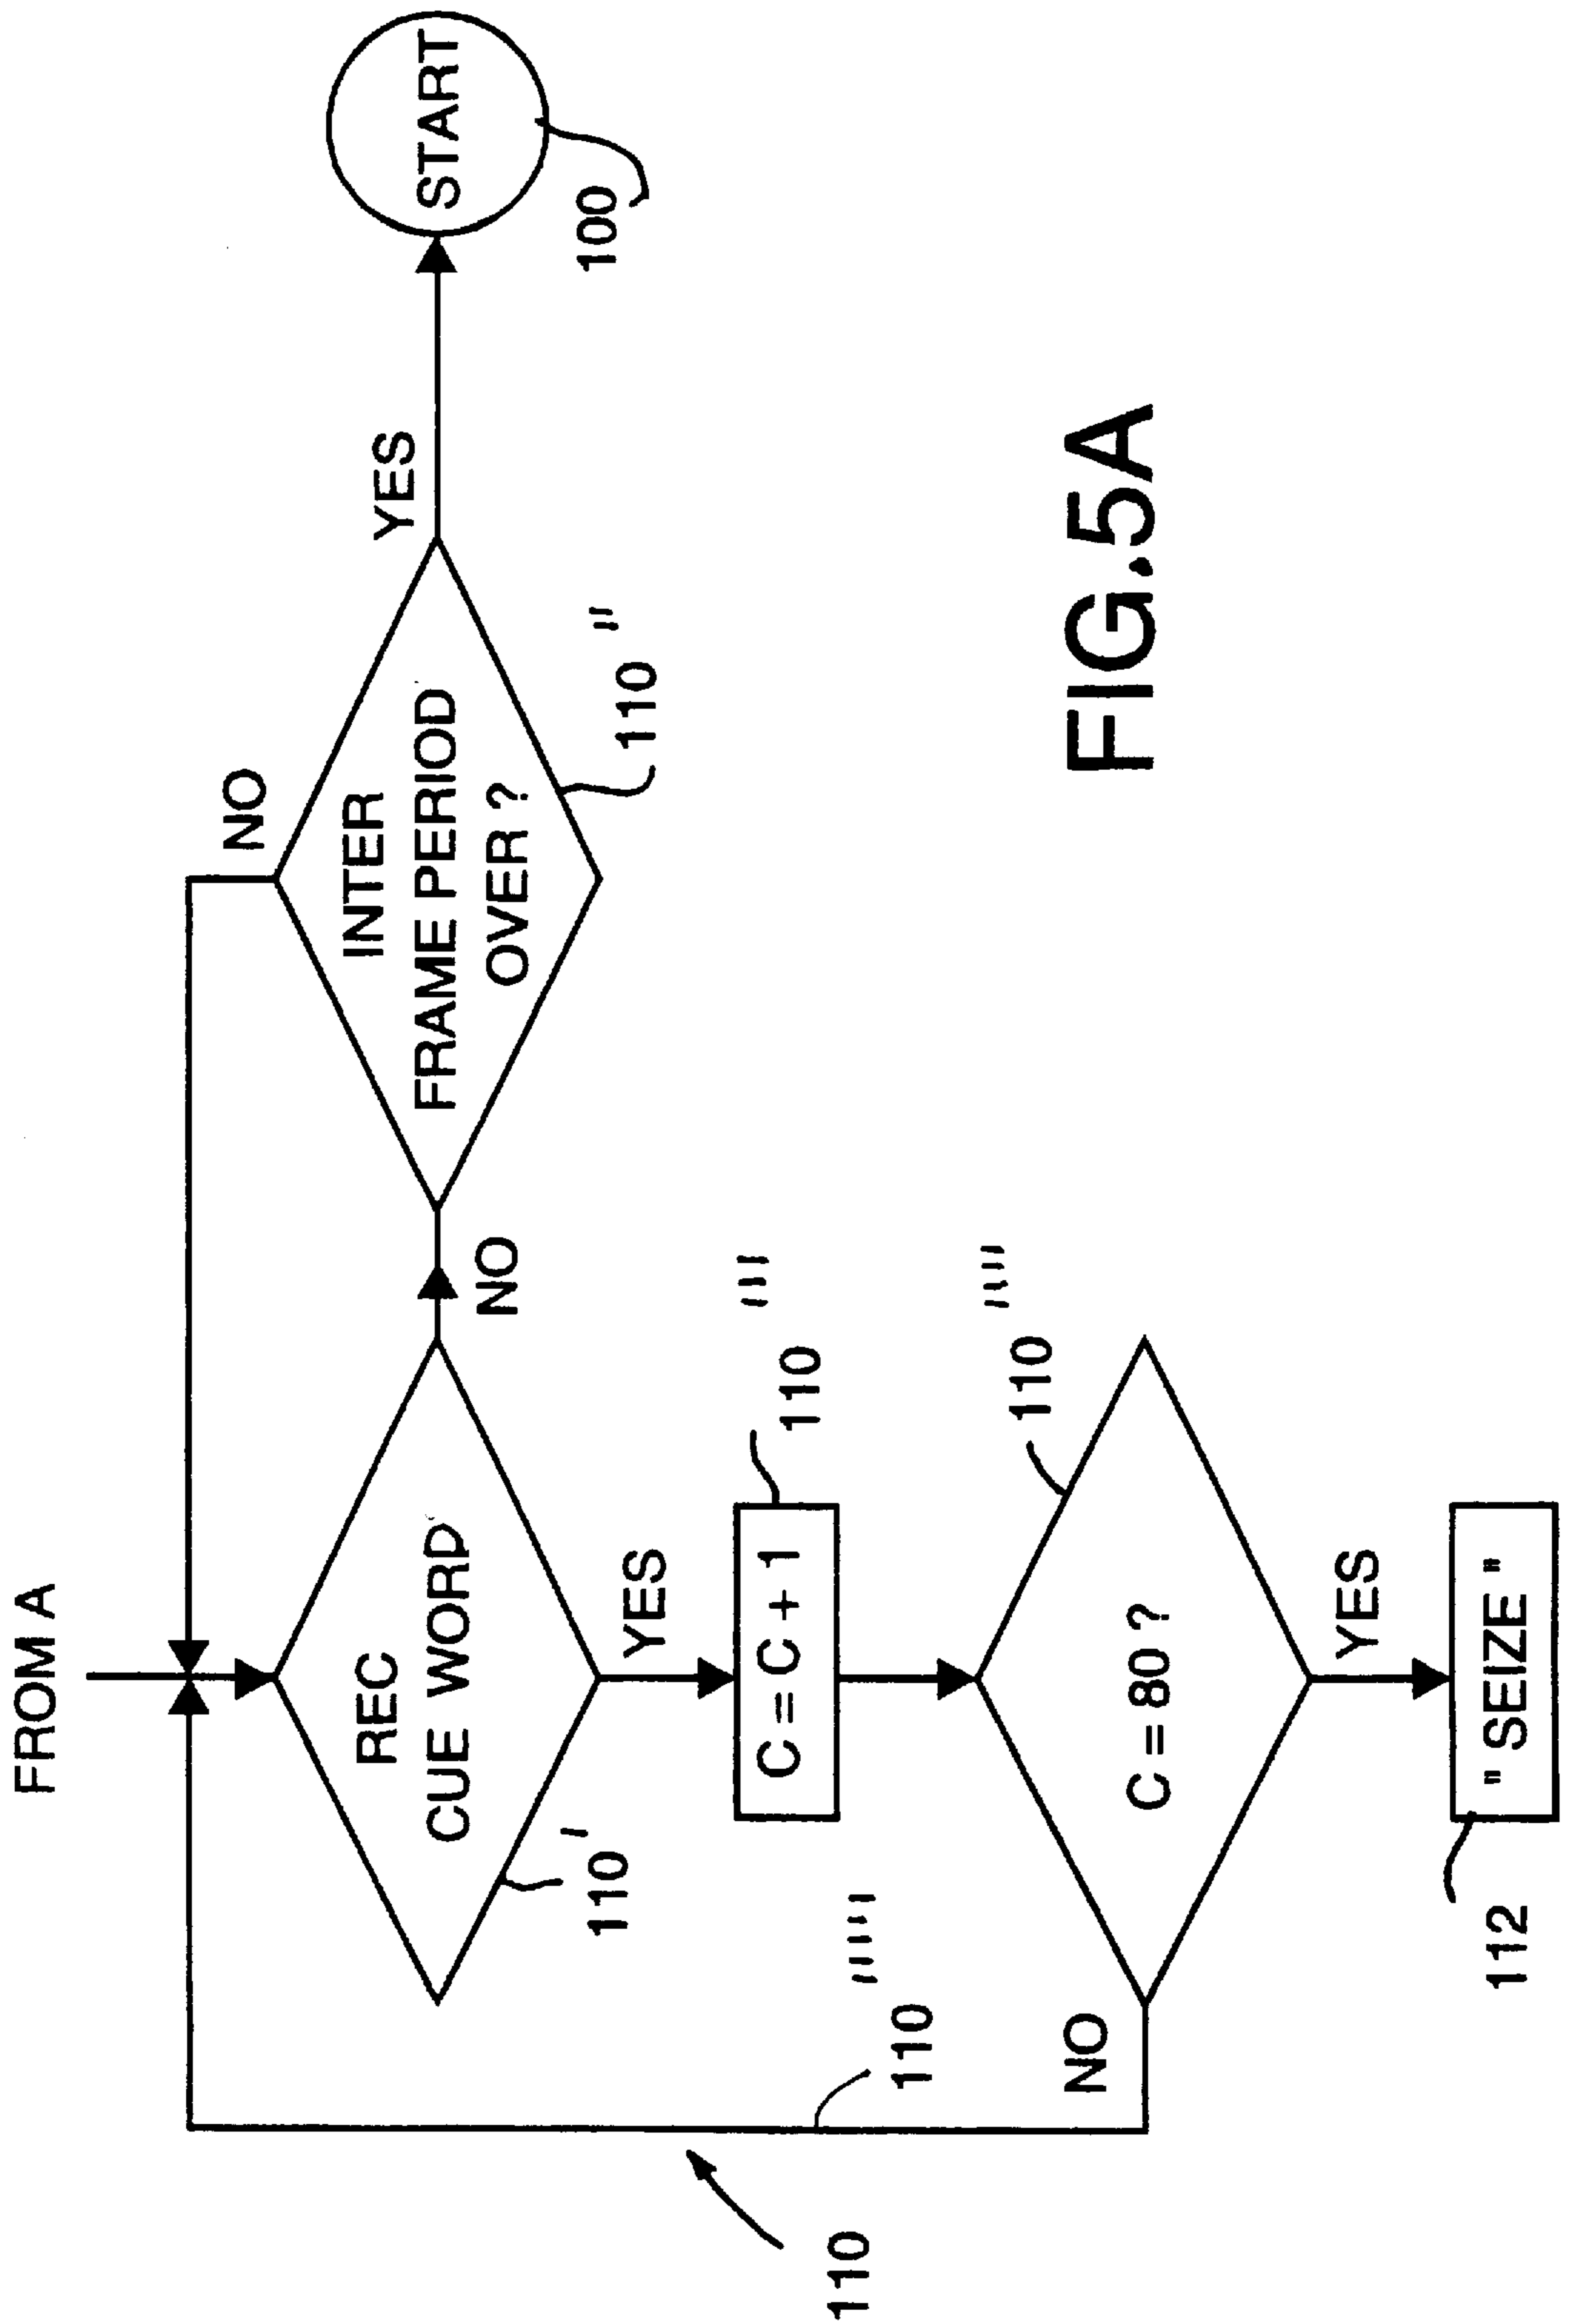 FROM A
NO
YES
START
100
INTER
FRAME PERIOD
OVER ?
110 "
NO
REC
CUE WORD
110 '
YES
C = C + 1
110 '''
110 ''''
C = 80 ?
NO
110 '''''
110
YES
" SEIZE "
112
FIG.5A